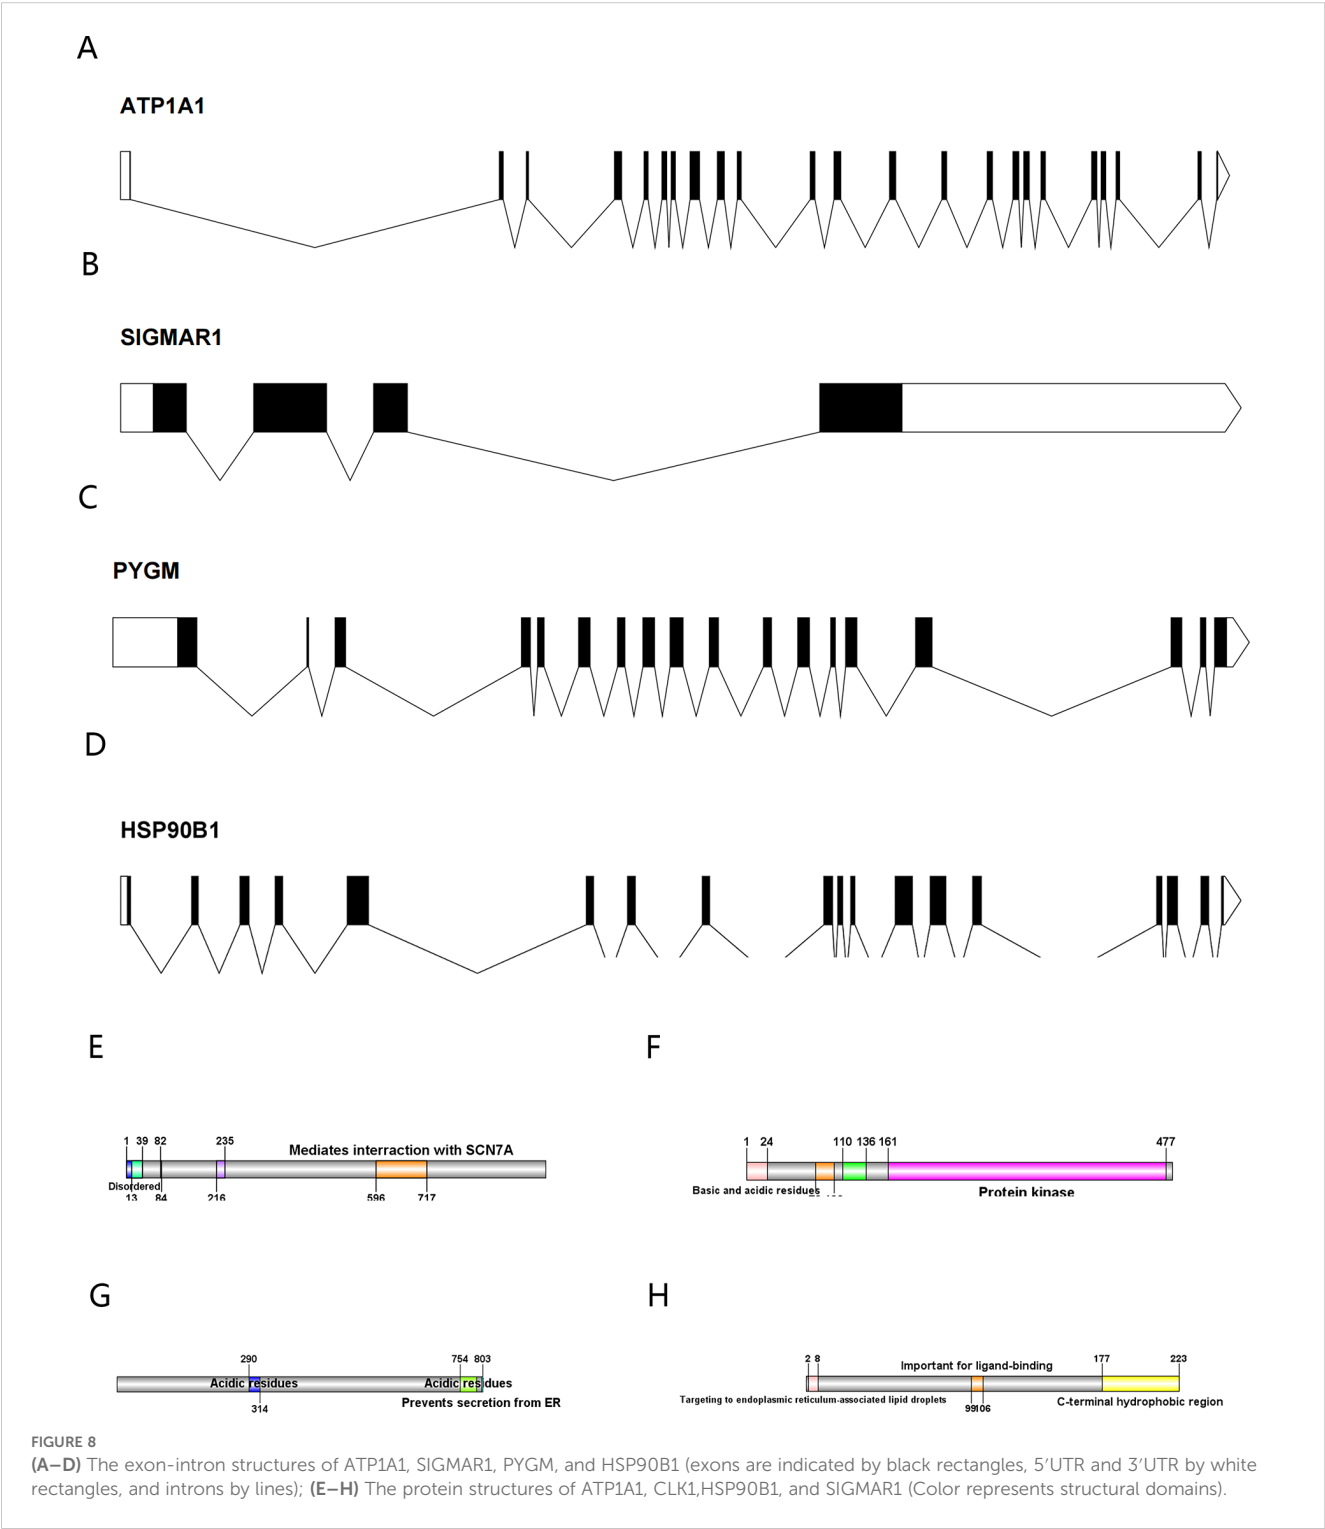 A
ATP1A1
B
SIGMAR1
C
PYGM
D
HSP90B1
E
F
1 39 82 235
Mediates interraction with SCN7A
Disordered
13 84 216 596 717
1 24 110 136 161 477
Basic and acidic residues
Protein kinase
G
H
290 754 803
Acidic residues Acidic residues
314
Prevents secretion from ER
2 8 177 223
Important for ligand-binding
Targeting to endoplasmic reticulum-associated lipid droplets
99 106
C-terminal hydrophobic region
FIGURE 8
(A–D) The exon-intron structures of ATP1A1, SIGMAR1, PYGM, and HSP90B1 (exons are indicated by black rectangles, 5′UTR and 3′UTR by white
rectangles, and introns by lines); (E–H) The protein structures of ATP1A1, CLK1,HSP90B1, and SIGMAR1 (Color represents structural domains).